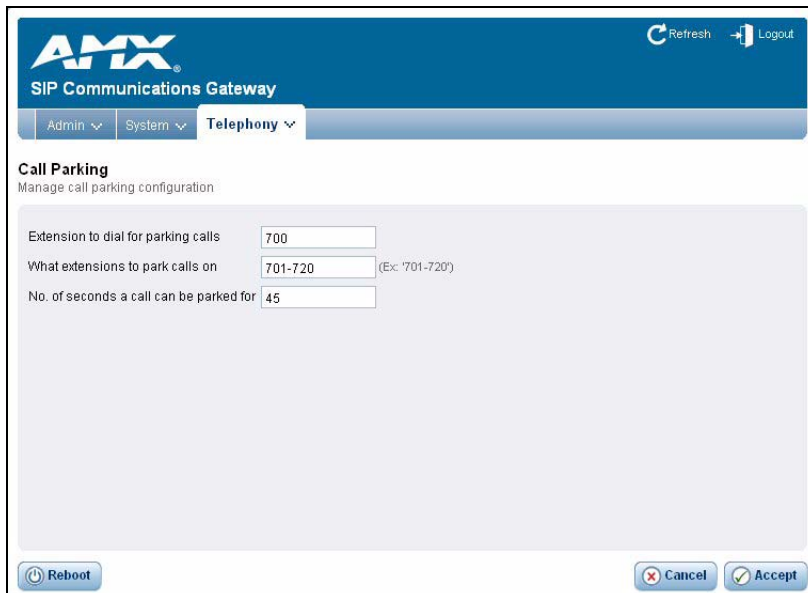 AMX®
Refresh
Logout
SIP Communications Gateway
Admin
System
Telephony
Call Parking
Manage call parking configuration
Extension to dial for parking calls 700
What extensions to park calls on 701-720 (Ex: '701-720')
No. of seconds a call can be parked for 45
Reboot
Cancel
Accept